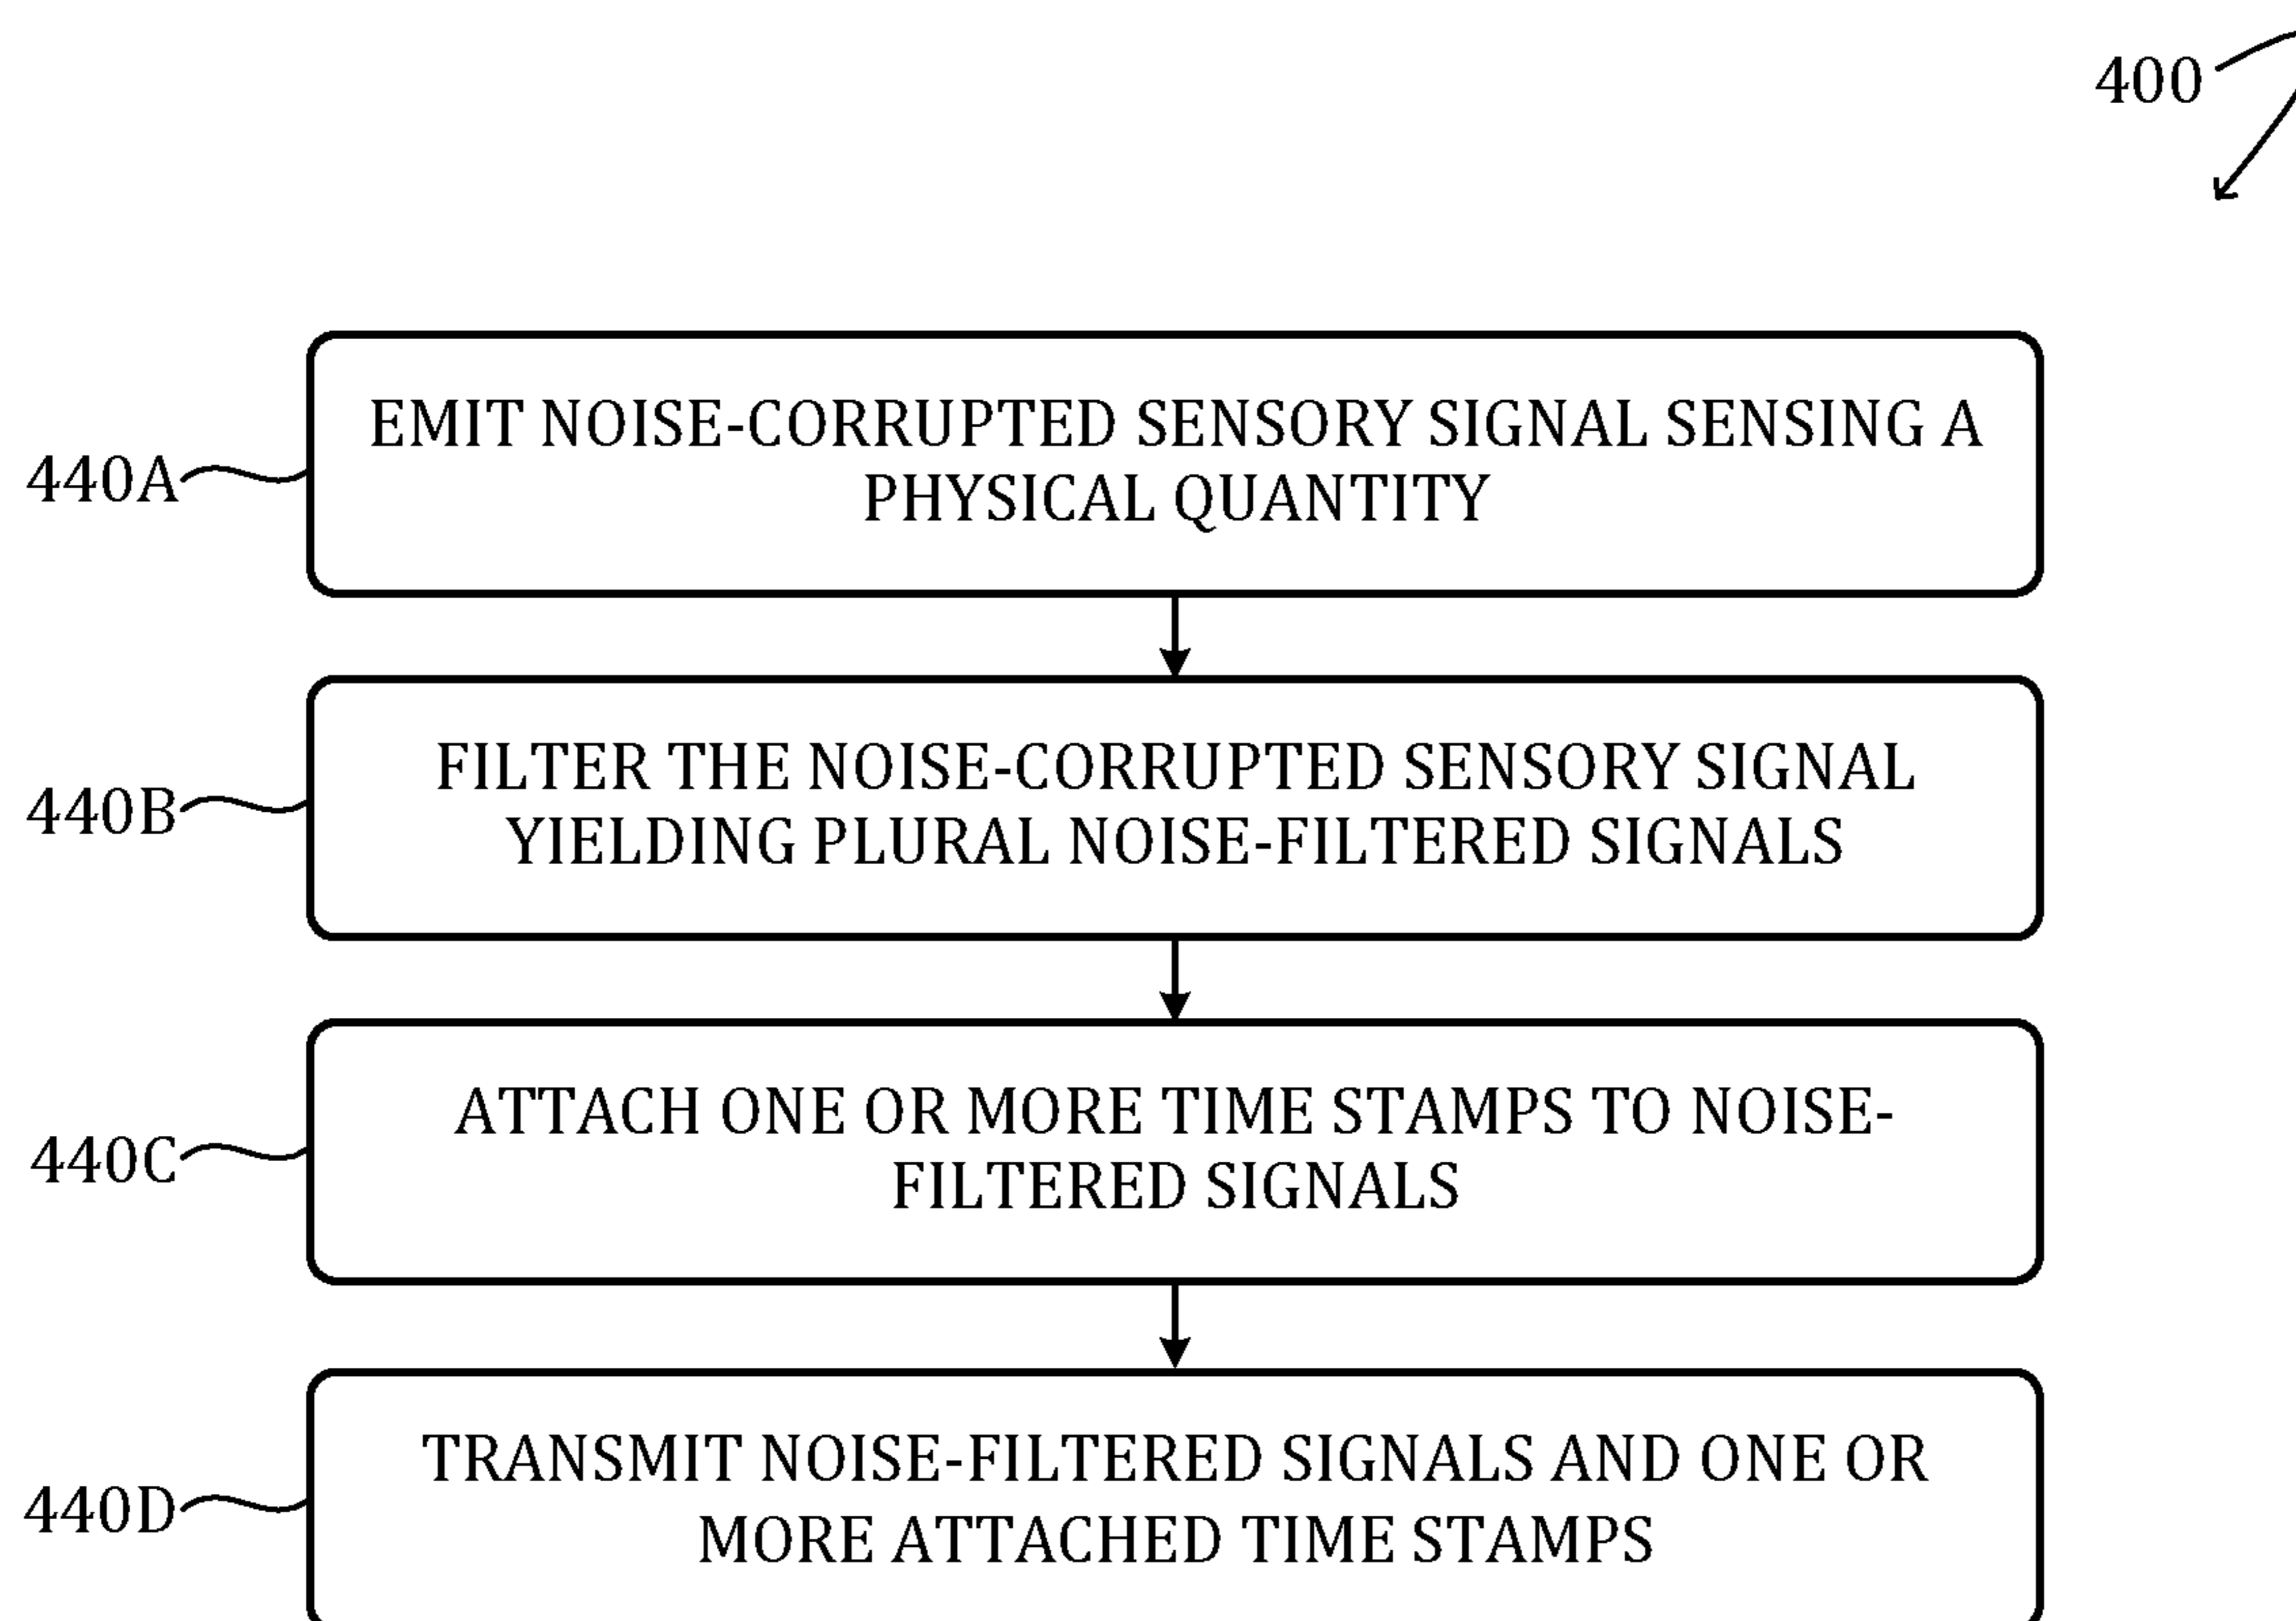 400
440A
EMIT NOISE-CORRUPTED SENSORY SIGNAL SENSING A
PHYSICAL QUANTITY
440B
FILTER THE NOISE-CORRUPTED SENSORY SIGNAL
YIELDING PLURAL NOISE-FILTERED SIGNALS
440C
ATTACH ONE OR MORE TIME STAMPS TO NOISE-
FILTERED SIGNALS
440D
TRANSMIT NOISE-FILTERED SIGNALS AND ONE OR
MORE ATTACHED TIME STAMPS